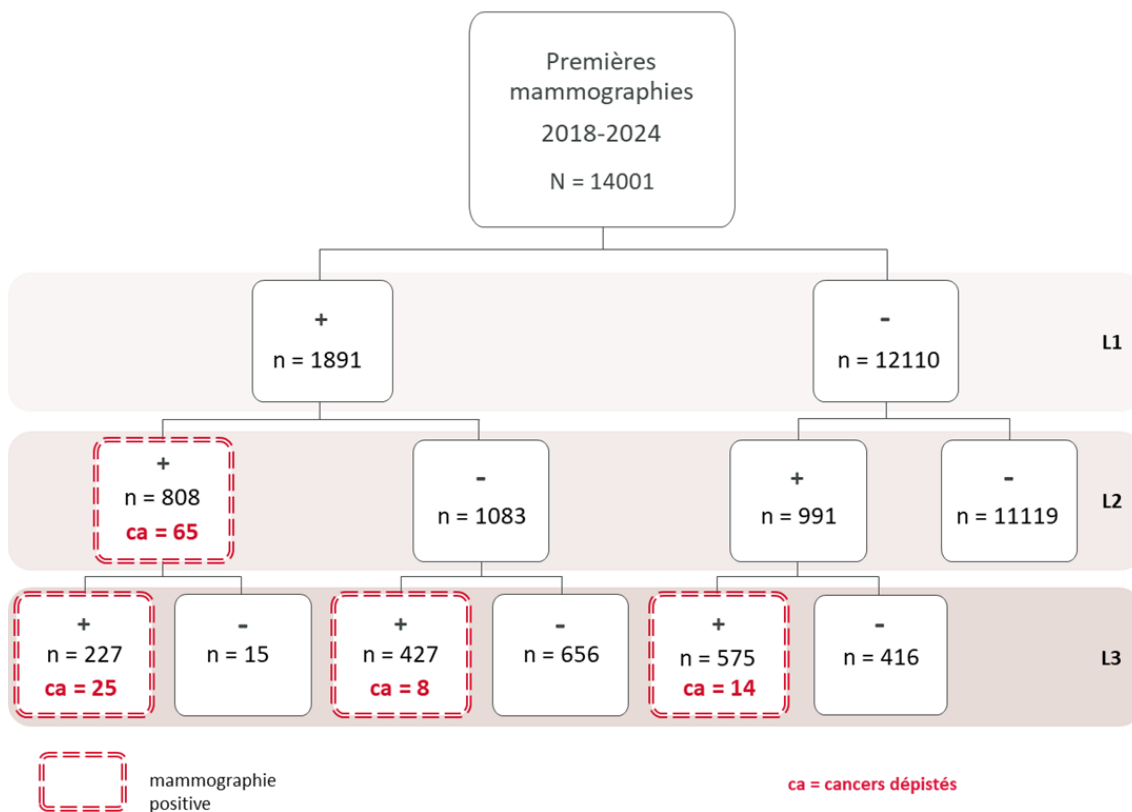 Premières
mammographies
2018-2024
N = 14001
+
n = 1891
-
n = 12110
L1
+
n = 808
ca = 65
-
n = 1083
+
n = 991
-
n = 11119
L2
+
n = 227
ca = 25
-
n = 15
+
n = 427
ca = 8
-
n = 656
+
n = 575
ca = 14
-
n = 416
L3
mammographie
positive
ca = cancers dépistés